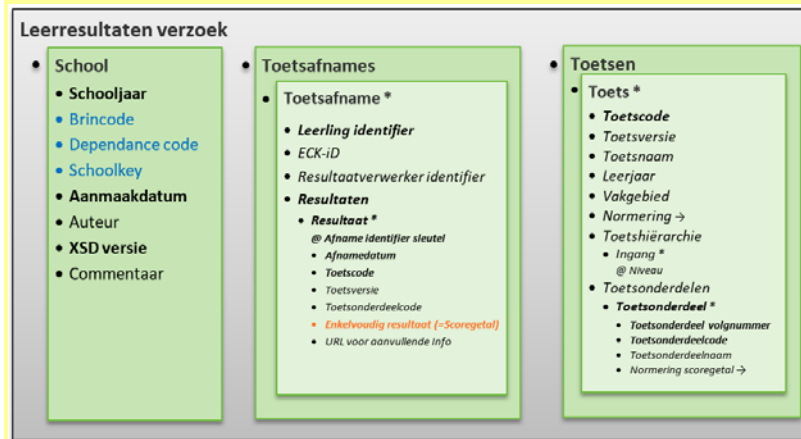 Leerresultaten verzoek
School
Schooljaar
Brincode
Dependance code
Schoolkey
Aanmaakdatum
Auteur
XSD versie
Commentaar
Toetsafnames
Toetsafname *
Leerling identifier
ECK-iD
Resultaatverwerker identifier
Resultaten
Resultaat *
@ Afname identifier sleutel
Afnamedatum
Toetscode
Toetsversie
Toetsonderdeelcode
Enkelvoudig resultaat (=Scoregetal)
URL voor aanvullende Info
Toetsen
Toets *
Toetscode
Toetsversie
Toetsnaam
Leerjaar
Vakgebied
Normering →
Toetshiërarchie
Ingang *
@ Niveau
Toetsonderdelen
Toetsonderdeel *
Toetsonderdeel volgnummer
Toetsonderdeelcode
Toetsonderdeelnaam
Normering scoregetal →